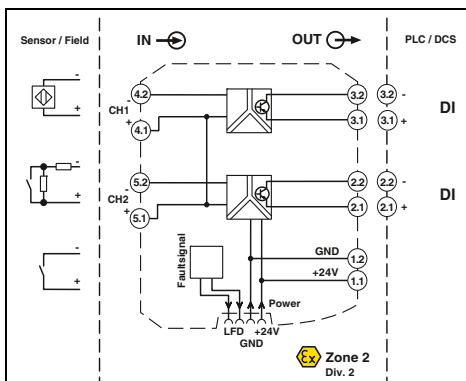 Sensor / Field
IN
OUT
PLC / DCS
-
+
4.2
-
CH1
+
4.1
3.2
3.1
3.2 -
3.1 +
DI
-
+
5.2
-
CH2
+
5.1
2.2
2.1
2.2 -
2.1 +
DI
-
+
Faultsignal
GND
1.2
+24V
1.1
Power
LFD
+24V
GND
Ex
Zone 2
Div. 2